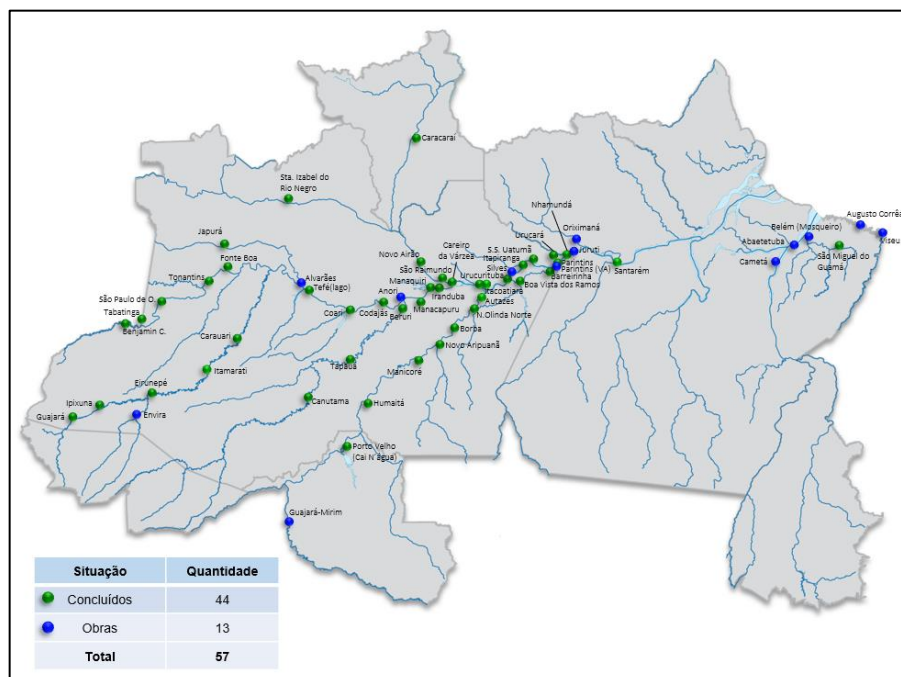 Caracaraí
Sta. Izabel do
Rio Negro
Nhamundá
Augusto Corrêa
Oriximaná
Belém (Mosqueiro)
Viseu
Urucará
Japurá
Careiro
da Várzea
S.S. Uatumã
Juruti
Abaetetuba
Novo Airão
Itapiranga
Parintins
Fonte Boa
São Raimundo
Silves
Parintins (VA)
Cametá
São Miguel do
Guamá
Santarém
Tonantins
Alvarães
Manaquiri
Urucurituba
Barreirinha
Tefé(lago)
Iranduba
Itacoatiara
Boa Vista dos Ramos
Anori
São Paulo de O.
Manacapuru
Autazes
Tabatinga
Coari
Codajás
Beruri
N.Olinda Norte
Benjamin C.
Borba
Carauari
Novo Aripuanã
Tapauá
Manicoré
Itamarati
Eirunepé
Canutama
Humaitá
Ipixuna
Guajará
Envira
Porto Velho
(Cai N'água)
Guajará-Mirim
Situação Quantidade
Concluídos 44
Obras 13
Total 57